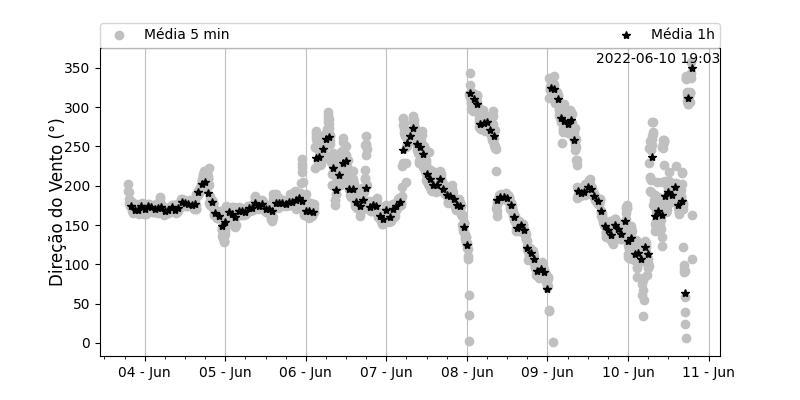 Média 5 min
Média 1h
2022-06-10 19:03
Direção do Vento (°)
350
300
250
200
150
100
50
0
04 - Jun
05 - Jun
06 - Jun
07 - Jun
08 - Jun
09 - Jun
10 - Jun
11 - Jun